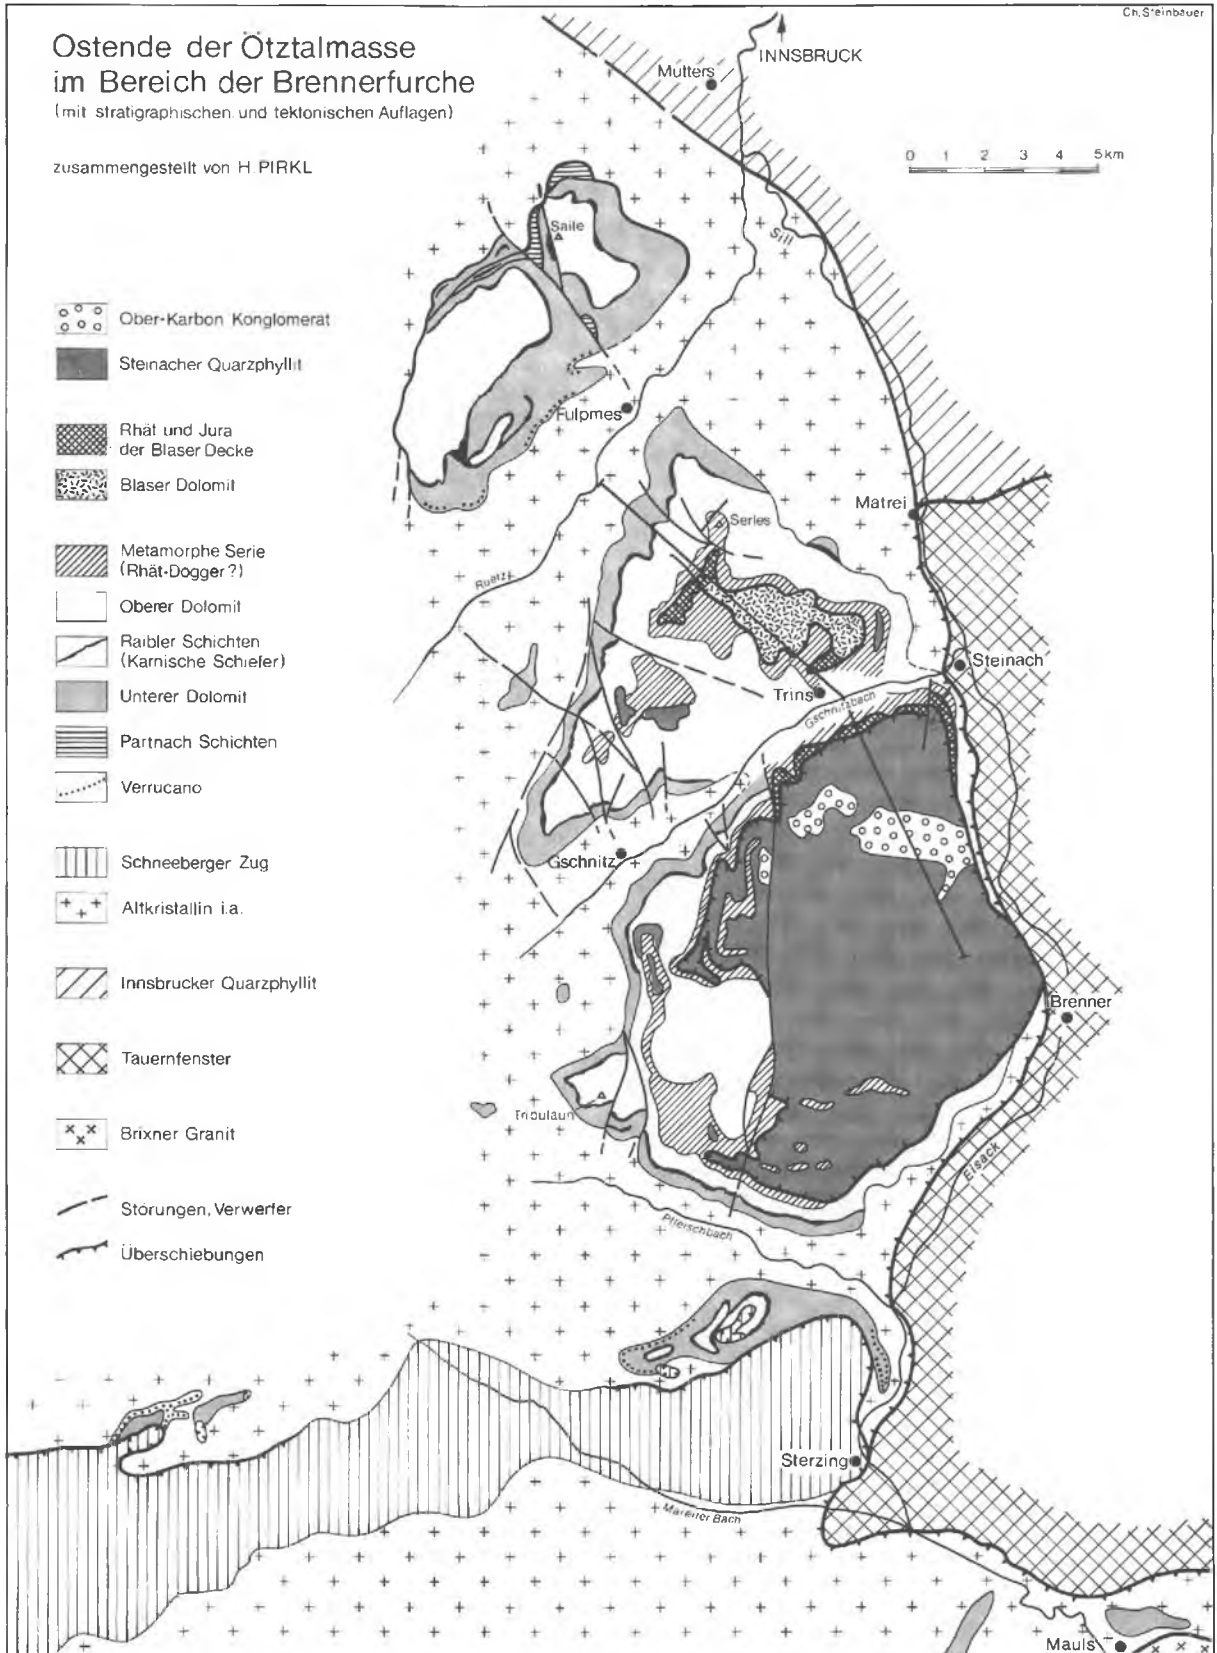 Ch. Steinbauer
Ostende der Ötztalmasse
im Bereich der Brennerfurche
(mit stratigraphischen und tektonischen Auflagen)
zusammengestellt von H. PIRKL
INNSBRUCK
Mutters
0 1 2 3 4 5 km
Sill
Saile
Ober-Karbon Konglomerat
Steinacher Quarzphyllit
Rhät und Jura
der Blaser Decke
Blaser Dolomit
Metamorphe Serie
(Rhät-Dogger?)
Oberer Dolomit
Raibler Schichten
(Karnische Schiefer)
Unterer Dolomit
Partnach Schichten
Verrucano
Schneeberger Zug
Altkristallin i.a.
Innsbrucker Quarzphyllit
Tauernfenster
Brixner Granit
Störungen, Verwerfer
Überschiebungen
Fulpmes
Matrei
Serles
Ruetz
Steinach
Trins
Gschnitzbach
Gschnitz
Brenner
Tribulaun
Eisack
Pflerschbach
Sterzing
Mareiter Bach
Mauls